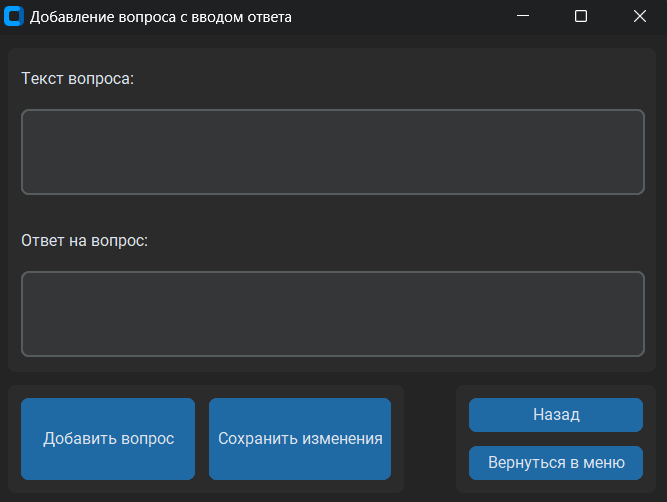 Добавление вопроса с вводом ответа
Текст вопроса:
Ответ на вопрос:
Добавить вопрос
Сохранить изменения
Назад
Вернуться в меню